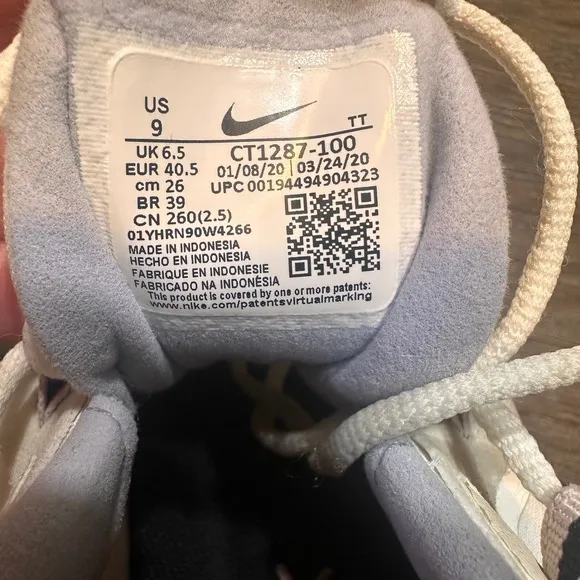 US
9
TT
UK 6.5
EUR 40.5
cm 26
BR 39
CN 260(2.5)
CT1287-100
01/08/20 | 03/24/20
UPC 00194494904323
01YHRN90W4266
MADE IN INDONESIA
HECHO EN INDONESIA
FABRIQUE EN INDONESIE
FABRICADO NA INDONÉSIA
This product is covered by one or more patents:
www.nike.com/patentsvirtualmarking